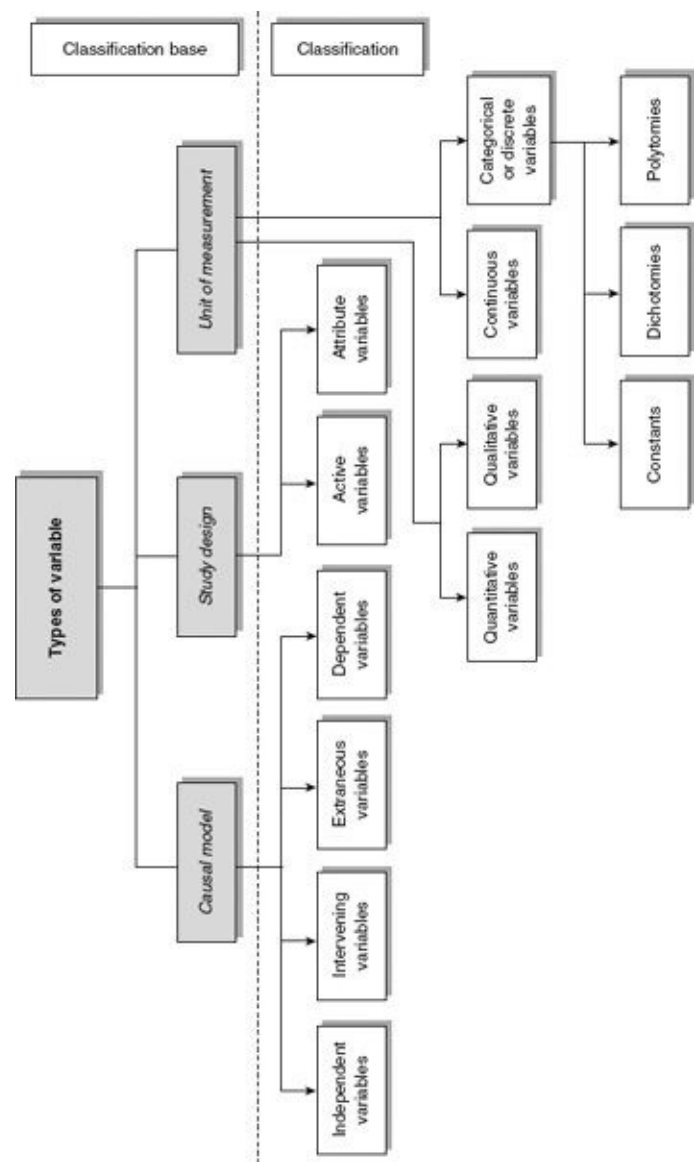 Classification base
Classification
Types of variable
Causal model
Study design
Unit of measurement
Independent
variables
Intervening
variables
Extraneous
variables
Dependent
variables
Active
variables
Attribute
variables
Quantitative
variables
Qualitative
variables
Continuous
variables
Categorical
or discrete
variables
Constants
Dichotomies
Polytomies